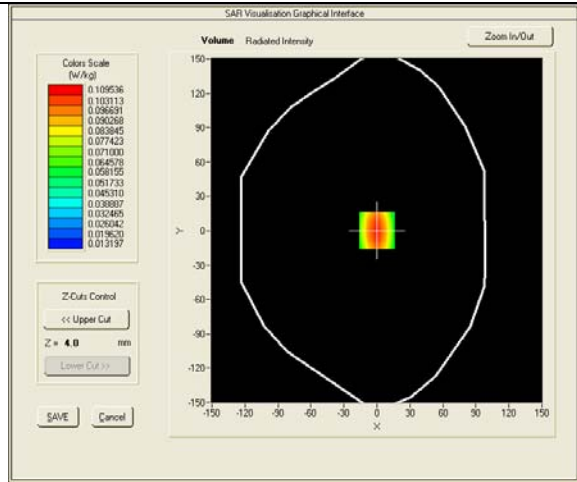 SAR Visualisation Graphical Interface
Volume Radiated Intensity
Zoom In/Out
Colors Scale
(W/kg)
0.109536
0.103113
0.096691
0.090268
0.083845
0.077423
0.071000
0.064578
0.058155
0.051733
0.045310
0.038887
0.032465
0.026042
0.019620
0.013197
Z-Cuts Control
<< Upper Cut
Z = 4.0 mm
Lower Cut >>
SAVE
Cancel
150
120
90
60
30
0
-30
-60
-90
-120
-150
Y
-150 -120 -90 -60 -30 0 30 60 90 120 150
X